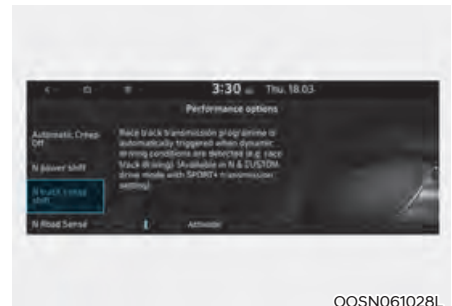 3:30 Thu. 18.03
Performance options
Automatic Creep Off
Race track transmission programme is
automatically triggered when dynamic
driving conditions are detected (e.g. race
track driving) (Available in N & CUSTOM
drive mode with SPORT+ transmission
setting)
N power shift
N track sense
shift
N Road Sense
Activation
OOSN061028L